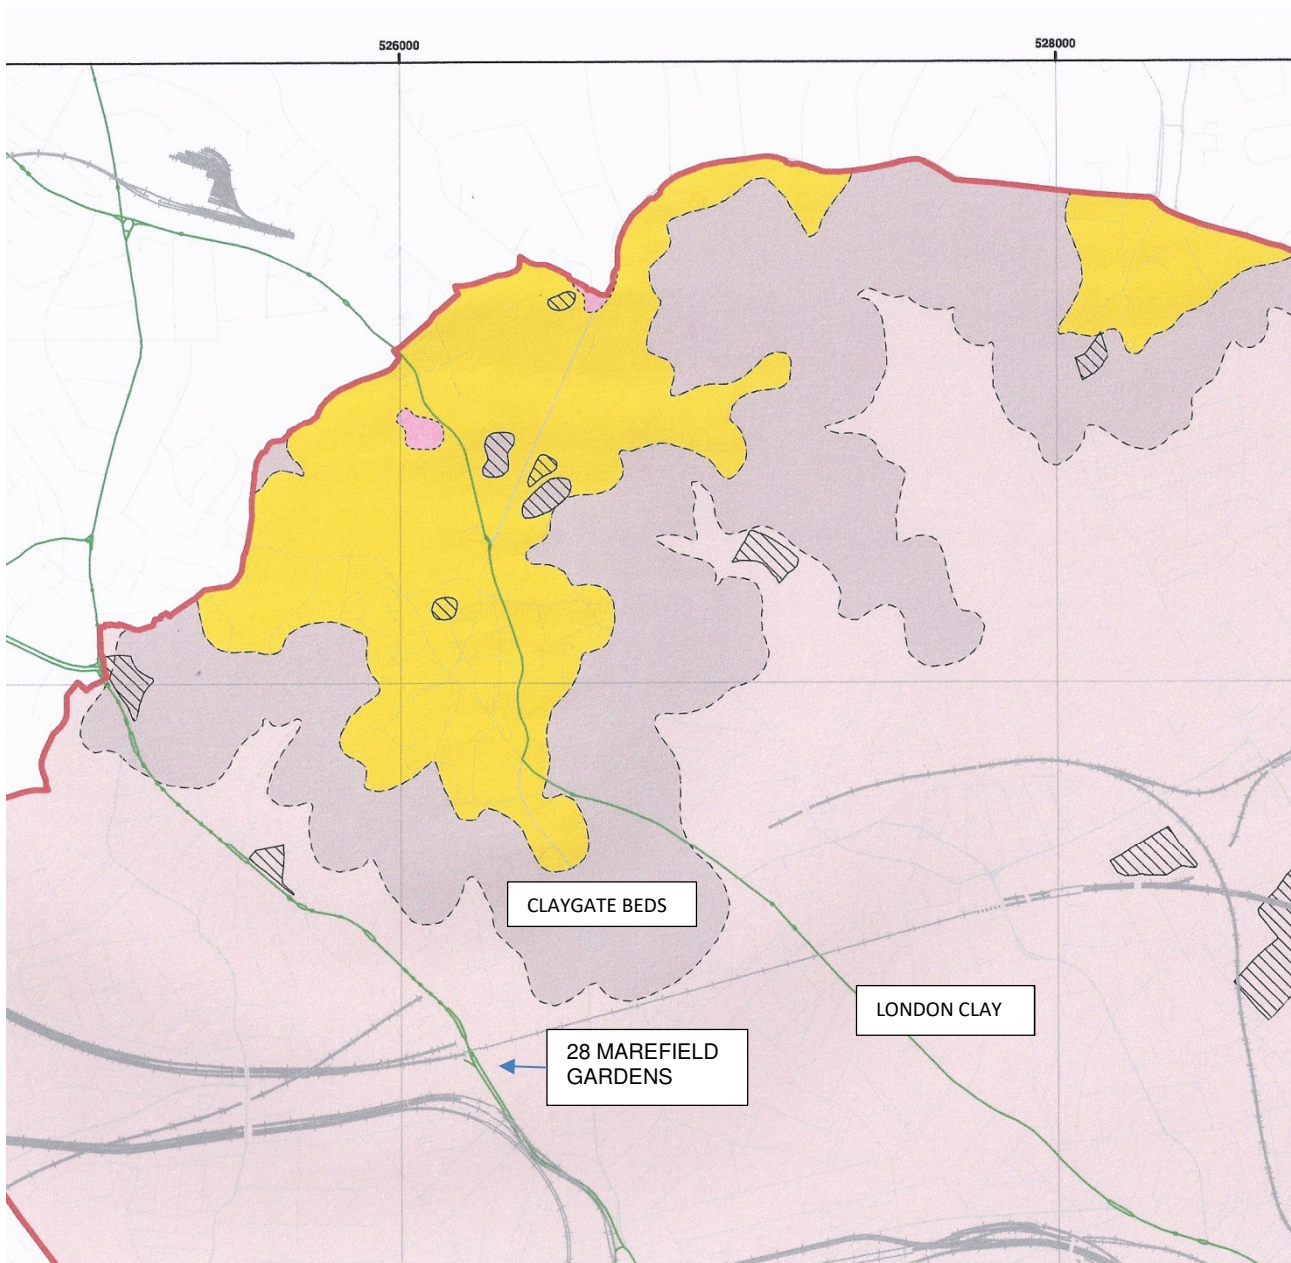 526000
528000
CLAYGATE BEDS
LONDON CLAY
28 MAREFIELD
GARDENS